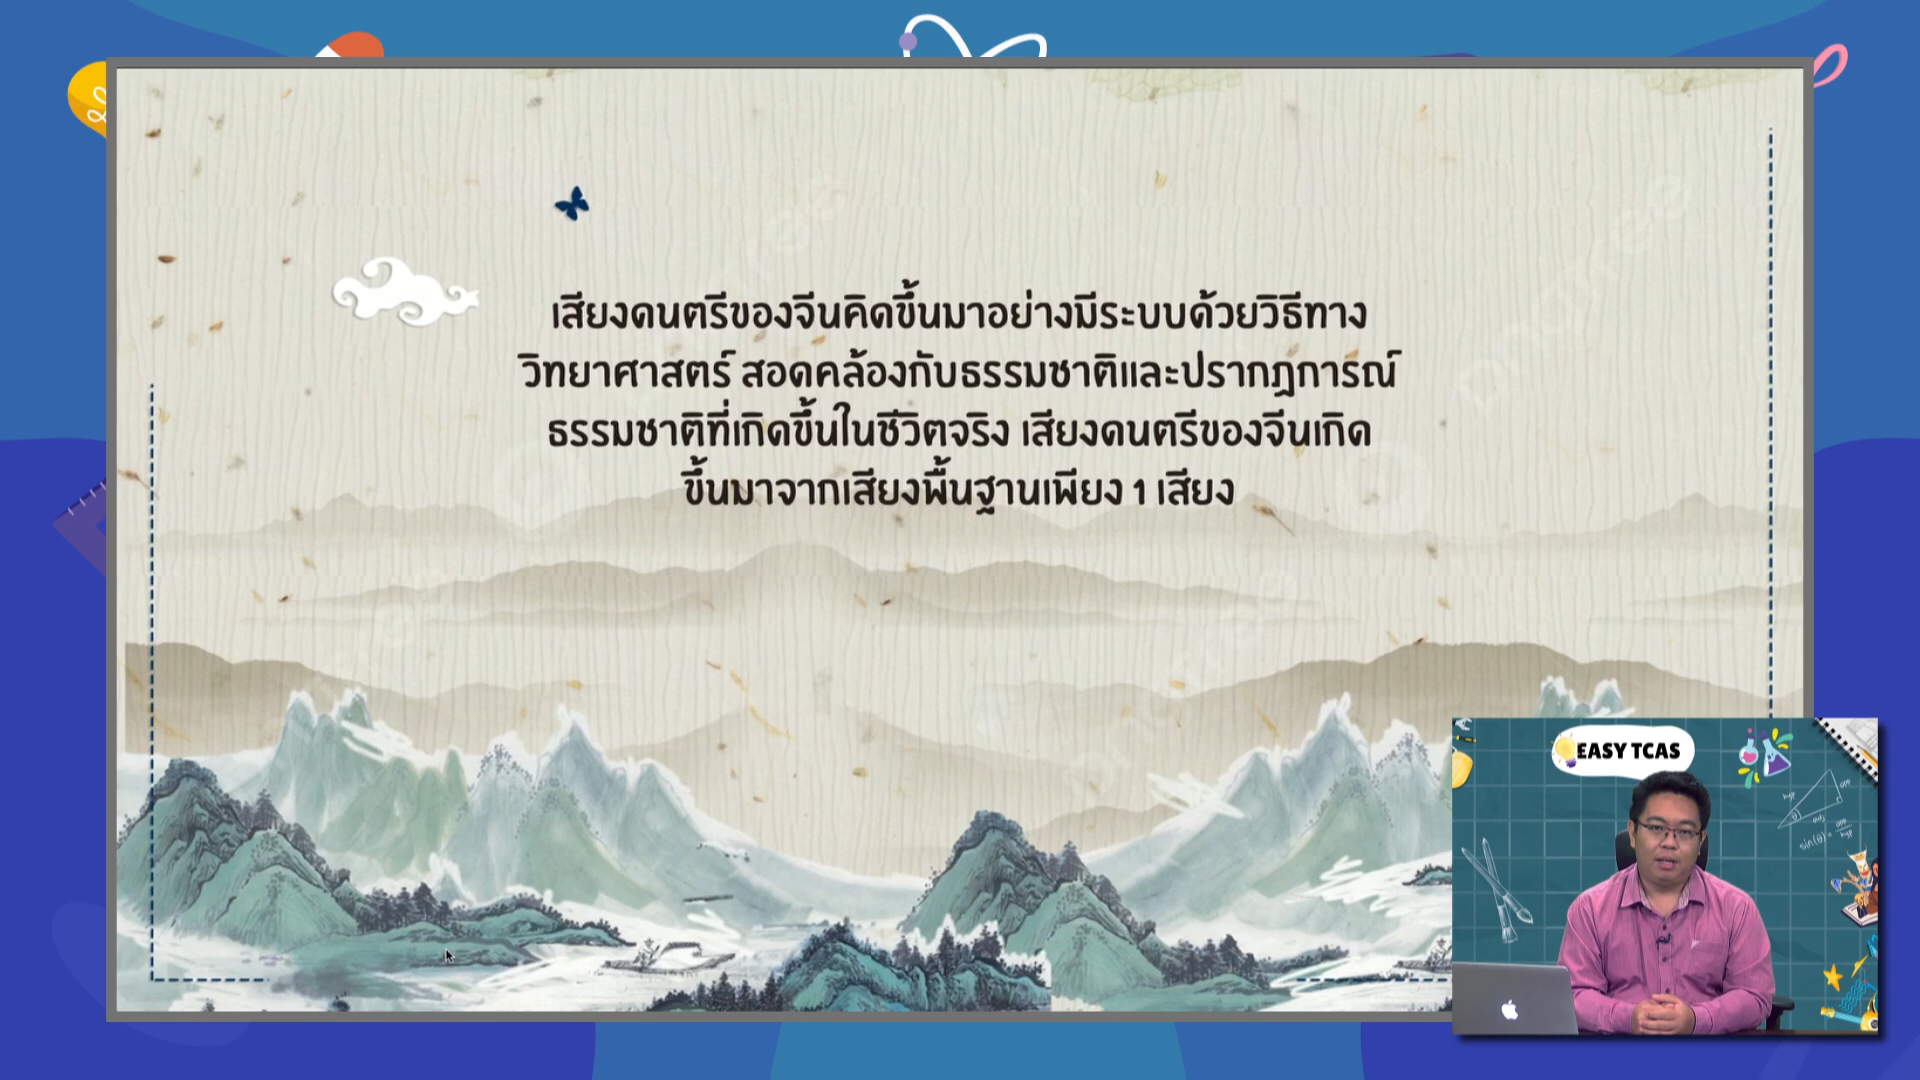 เสียงดนตรีของจีนคิดขึ้นมาอย่างมีระบบด้วยวิธีทาง
วิทยาศาสตร์ สอดคล้องกับธรรมชาติและปรากฏการณ์
ธรรมชาติที่เกิดขึ้นในชีวิตจริง เสียงดนตรีของจีนเกิด
ขึ้นมาจากเสียงพื้นฐานเพียง 1 เสียง
EASY TCAS
hyp
opp
adj
sin(θ) = opp/hyp